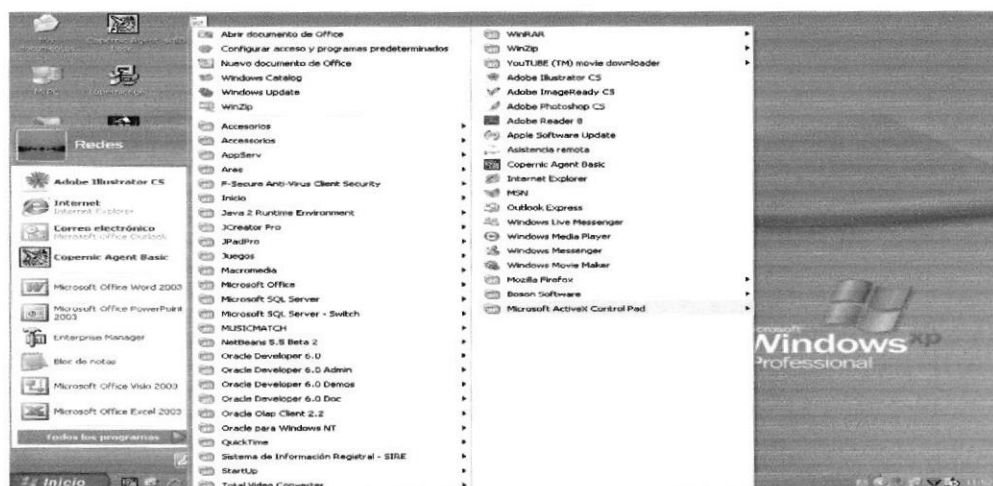 Redes
Adobe Illustrator CS
Internet
Internet Explorer
Correo electrónico
Microsoft Office Outlook
Copernic Agent Basic
Microsoft Office Word 2003
Microsoft Office PowerPoint
2003
Enterprise Manager
Bloc de notas
Microsoft Office Visio 2003
Microsoft Office Excel 2003
Todos los programas
Inicio
Abrir documento de Office
Configurar acceso y programas predeterminados
Nuevo documento de Office
Windows Catalog
Windows Update
WinZip
Accesorios
Accessories
AppServ
Ares
F-Secure Anti-Virus Client Security
Inicio
Java 2 Runtime Environment
JCreator Pro
JPadPro
Juegos
Macromedia
Microsoft Office
Microsoft SQL Server
Microsoft SQL Server - Switch
MUSICMATCH
NetBeans 5.5 Beta 2
Oracle Developer 6.0
Oracle Developer 6.0 Admin
Oracle Developer 6.0 Demos
Oracle Developer 6.0 Doc
Oracle Olap Client 2.2
Oracle para Windows NT
QuickTime
Sistema de Información Registral - SIRE
StartUp
Total Video Converter
WinRAR
WinZip
YouTUBE (TM) movie downloader
Adobe Illustrator CS
Adobe ImageReady CS
Adobe Photoshop CS
Adobe Reader 8
Apple Software Update
Asistencia remota
Copernic Agent Basic
Internet Explorer
MSN
Outlook Express
Windows Live Messenger
Windows Media Player
Windows Messenger
Windows Movie Maker
Mozilla Firefox
Boson Software
Microsoft ActiveX Control Pad
Microsoft
Windows xp
Professional